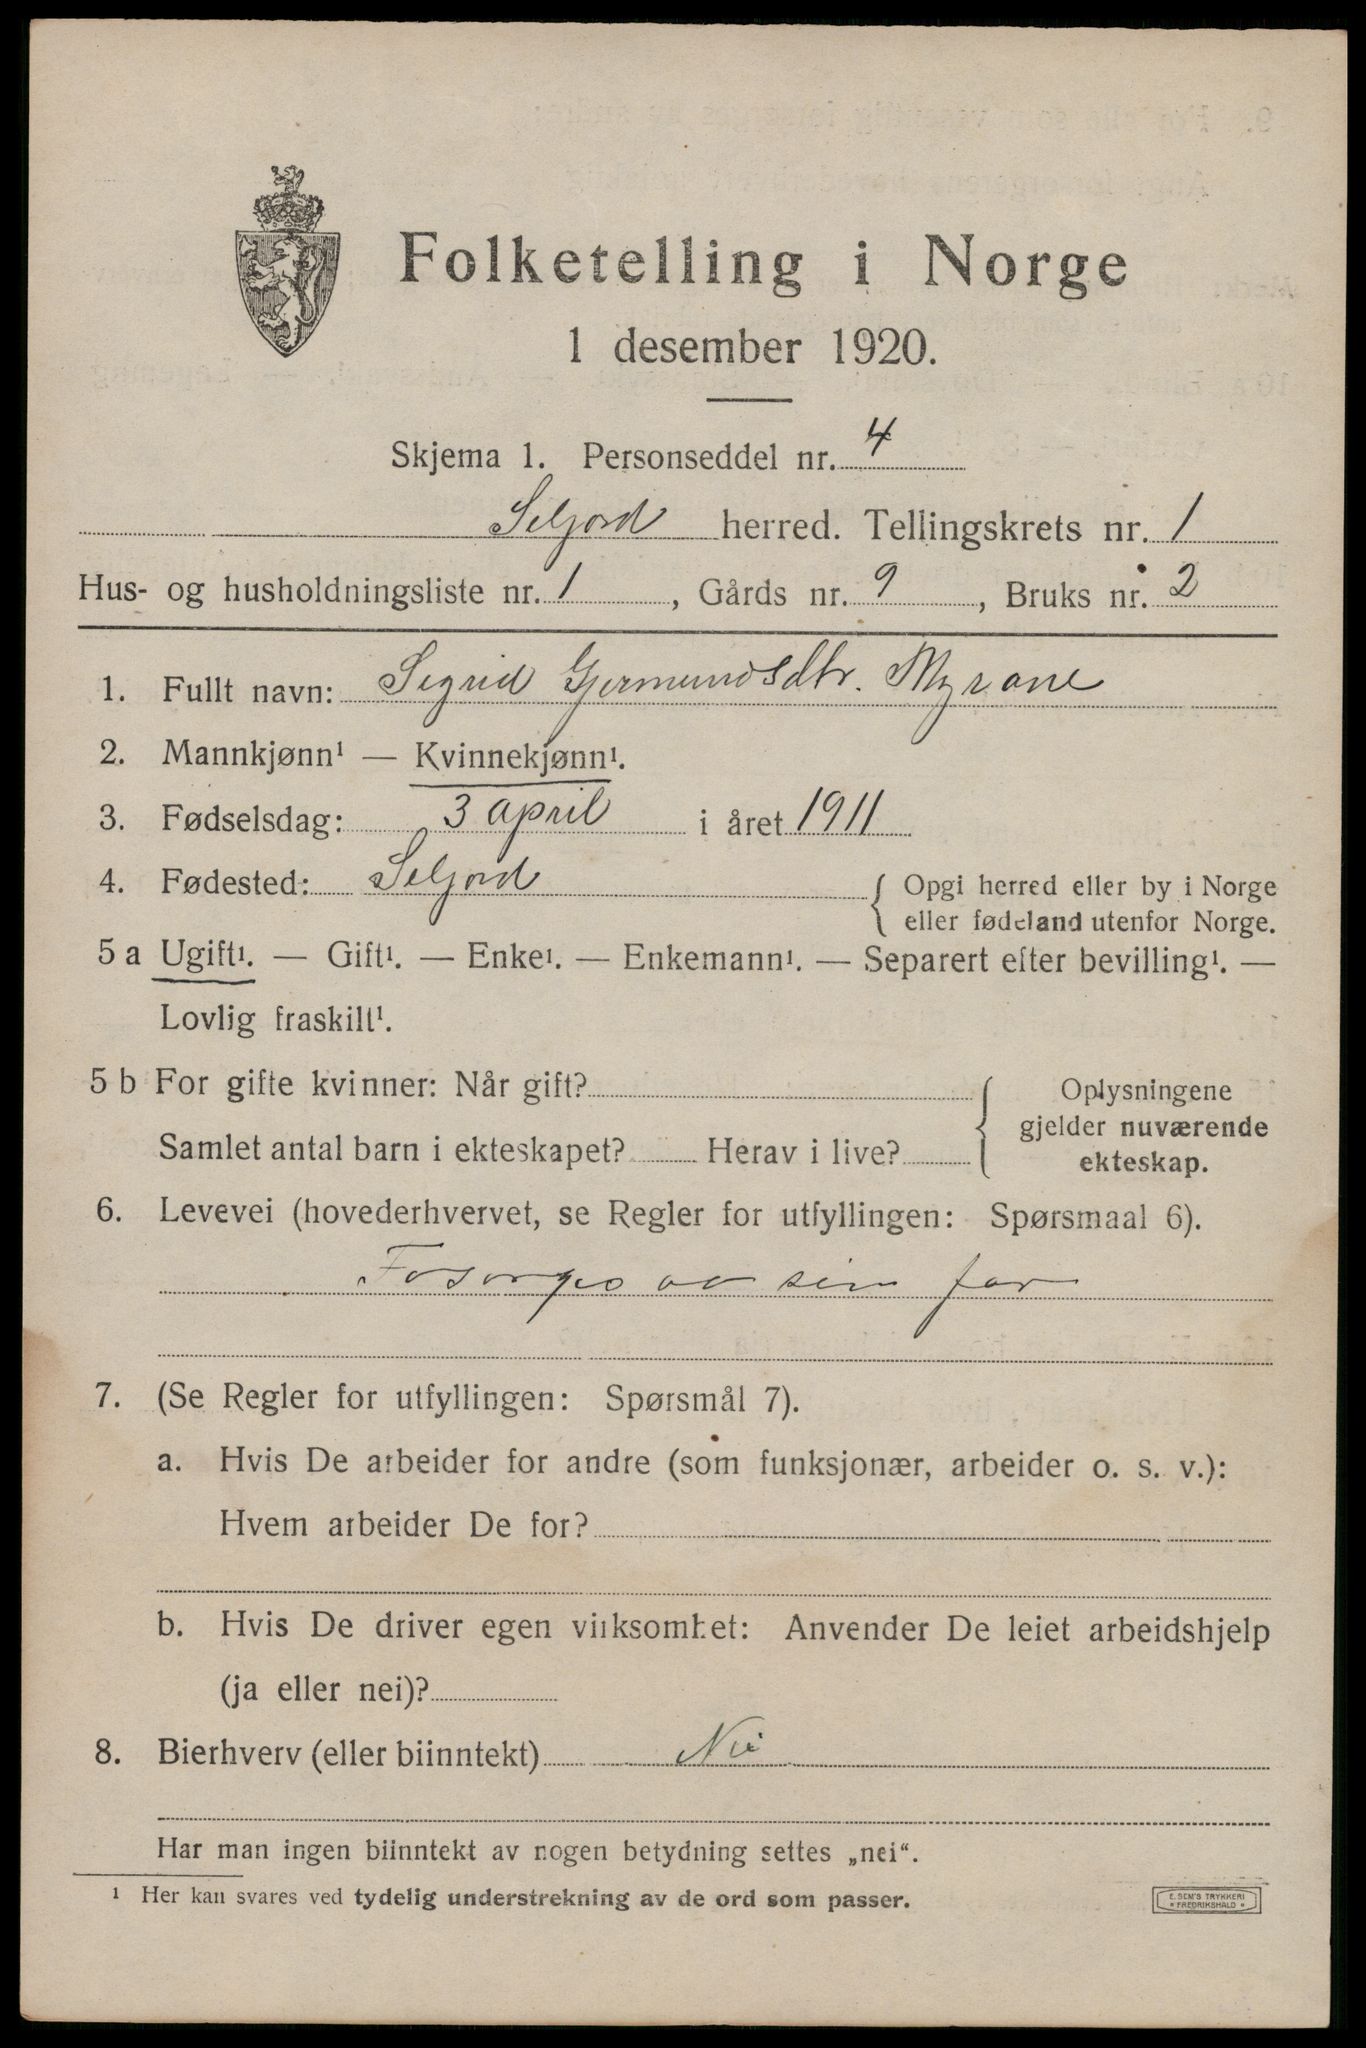 Folketelling i Norge
1 desember 1920.
Skjema 1. Personseddel nr. 4
Seljord herred. Tellingskrets nr. 1
Hus- og husholdningsliste nr. 1, Gårds nr. 9, Bruks nr. 2
1. Fullt navn: Sigrid Gjermundsdtr. Myrane
2. Mannkjønn¹ — Kvinnekjønn¹.
3. Fødselsdag: 3 april i året 1911
4. Fødested: Seljord { Opgi herred eller by i Norge
eller fødeland utenfor Norge.
5 a Ugift¹. — Gift¹. — Enke¹. — Enkemann¹. — Separert efter bevilling¹. —
Lovlig fraskilt¹.
5 b For gifte kvinner: Når gift?
Samlet antal barn i ekteskapet? Herav i live?
{ Oplysningene
gjelder nuværende
ekteskap.
6. Levevei (hovederhvervet, se Regler for utfyllingen: Spørsmaal 6).
Fosorges av sin far
7. (Se Regler for utfyllingen: Spørsmål 7).
a. Hvis De arbeider for andre (som funksjonær, arbeider o. s. v.):
Hvem arbeider De for?
b. Hvis De driver egen virksomhet: Anvender De leiet arbeidshjelp
(ja eller nei)?
8. Bierhverv (eller biinntekt) Nei
Har man ingen biinntekt av nogen betydning settes „nei“.
¹ Her kan svares ved tydelig understrekning av de ord som passer.
E. SEM'S TRYKKERI
* FREDRIKSHALD *